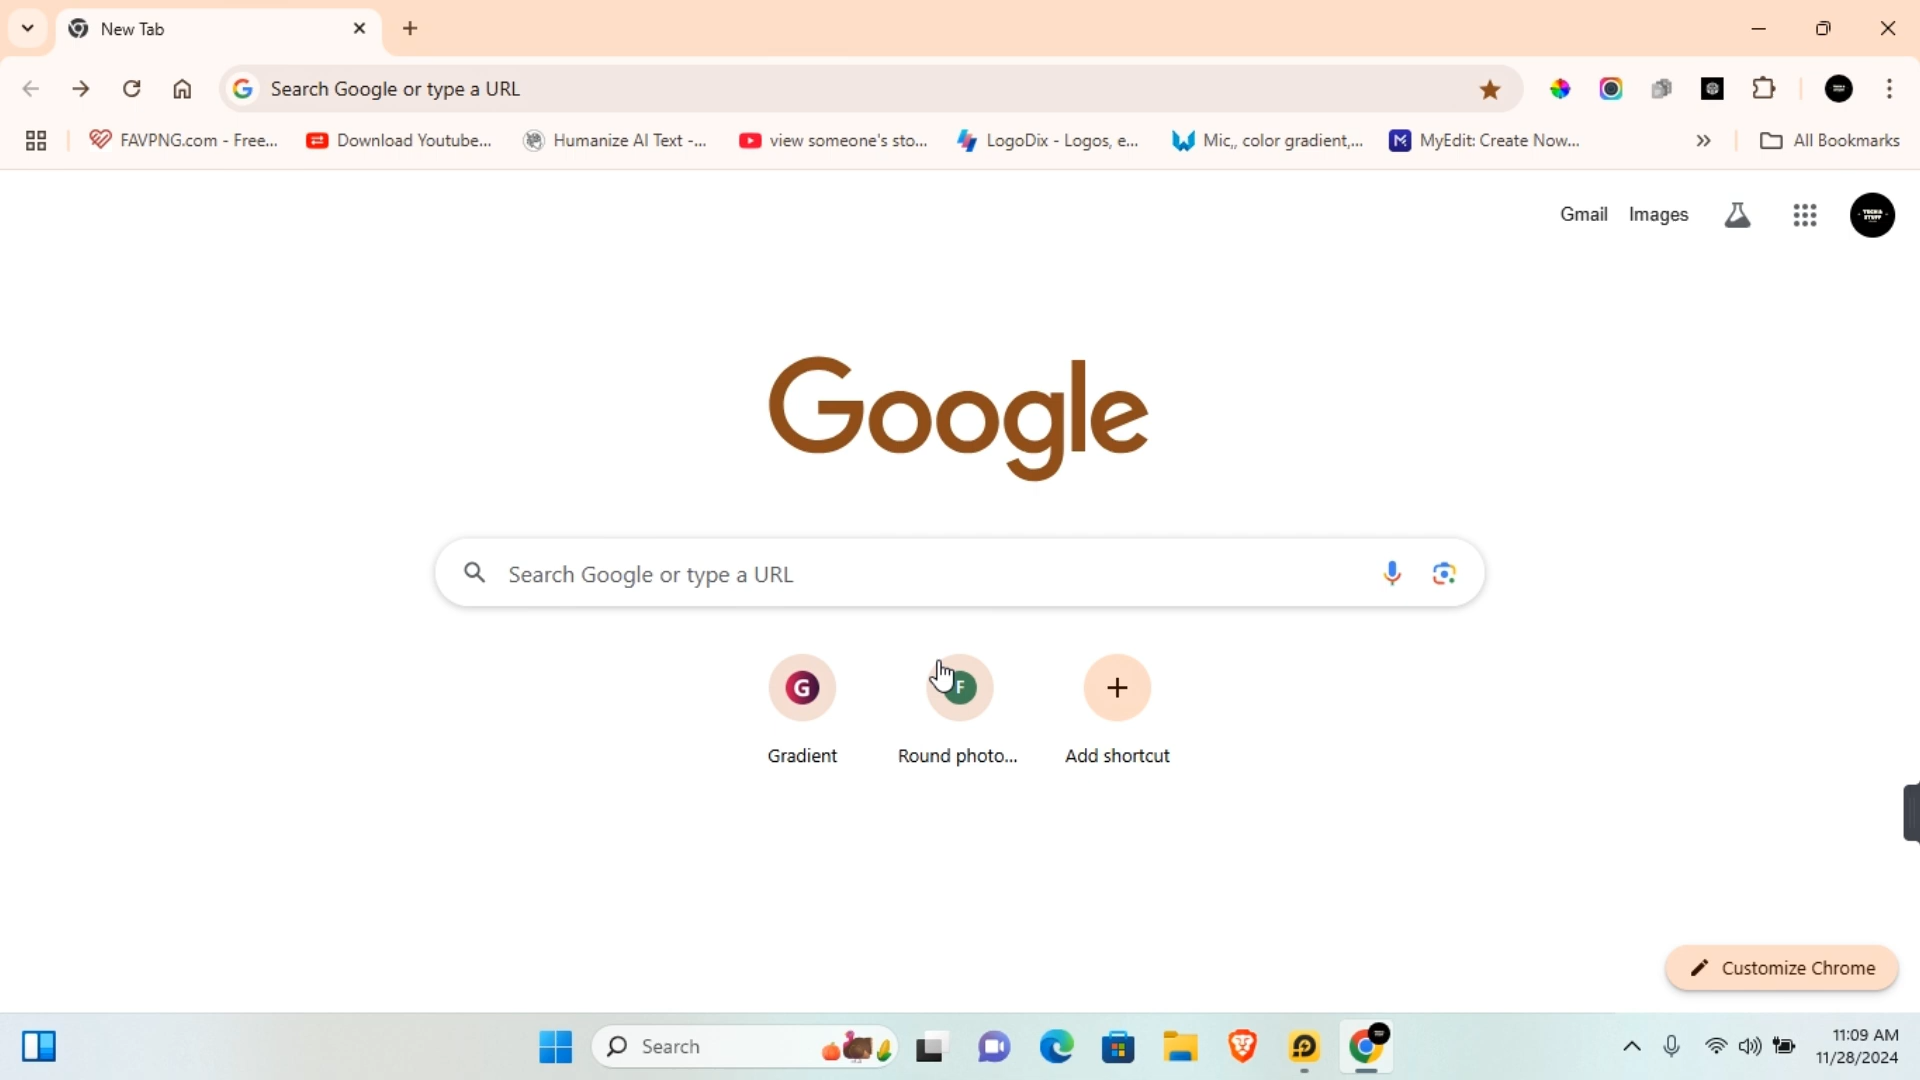 New Tab
Search Google or type a URL
FAVPNG.com - Free...
Download Youtube...
Humanize AI Text -...
view someone's sto...
LogoDix - Logos, e...
Mic,, color gradient,...
MyEdit: Create Now...
All Bookmarks
Gmail
Images
TECH &
STUFF
Google
Search Google or type a URL
G
F
Gradient
Round photo...
Add shortcut
Customize Chrome
Search
11:09 AM
11/28/2024